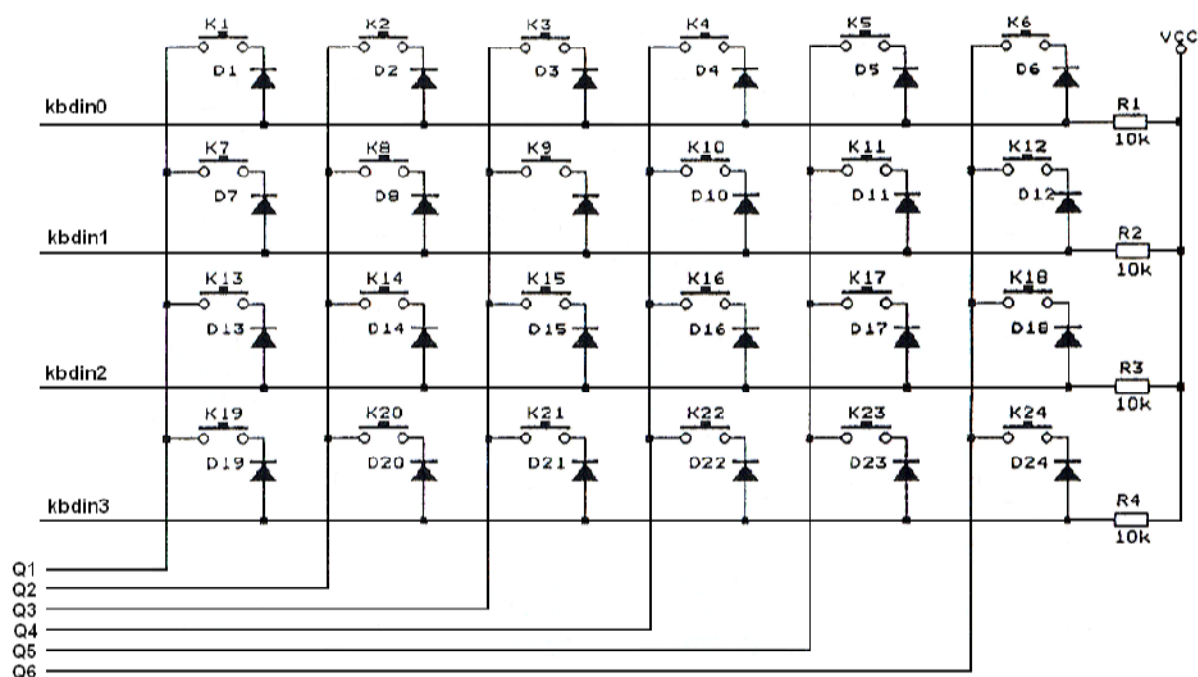 K1 K2 K3 K4 K5 K6
VCC
D1 D2 D3 D4 D5 D6
kbdin0
R1
10k
K7 K8 K9 K10 K11 K12
D7 D8 D10 D11 D12
kbdin1
R2
10k
K13 K14 K15 K16 K17 K18
D13 D14 D15 D16 D17 D18
kbdin2
R3
10k
K19 K20 K21 K22 K23 K24
D19 D20 D21 D22 D23 D24
kbdin3
R4
10k
Q1
Q2
Q3
Q4
Q5
Q6